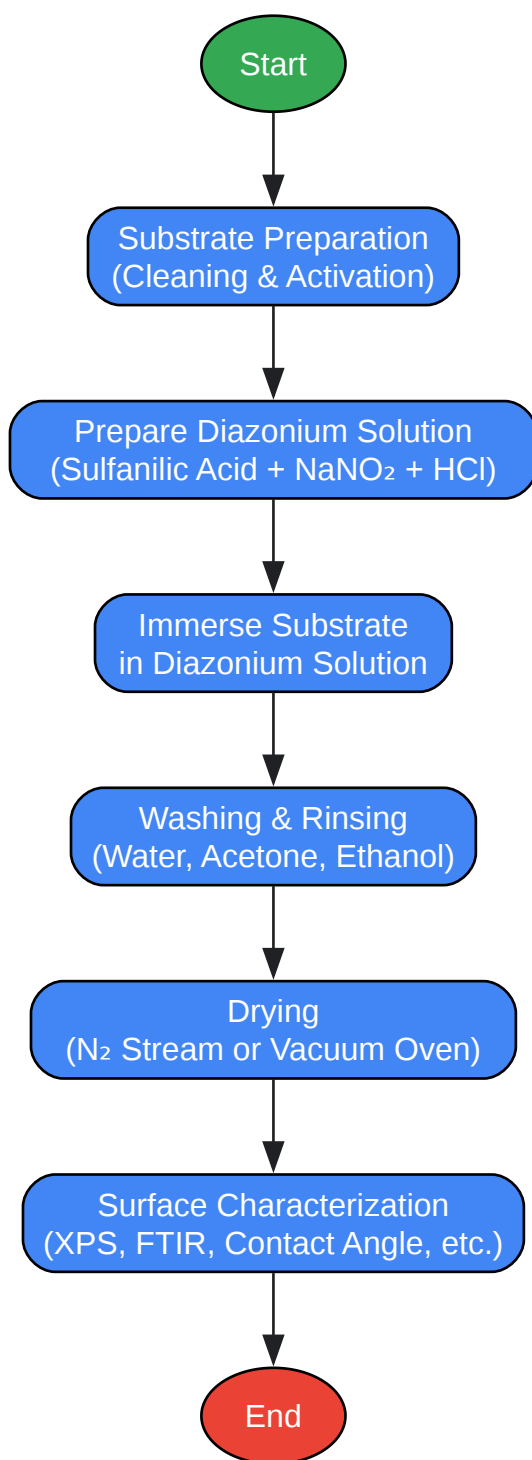 Start
Substrate Preparation
(Cleaning & Activation)
Prepare Diazonium Solution
(Sulfanilic Acid + NaNO₂ + HCl)
Immerse Substrate
in Diazonium Solution
Washing & Rinsing
(Water, Acetone, Ethanol)
Drying
(N₂ Stream or Vacuum Oven)
Surface Characterization
(XPS, FTIR, Contact Angle, etc.)
End